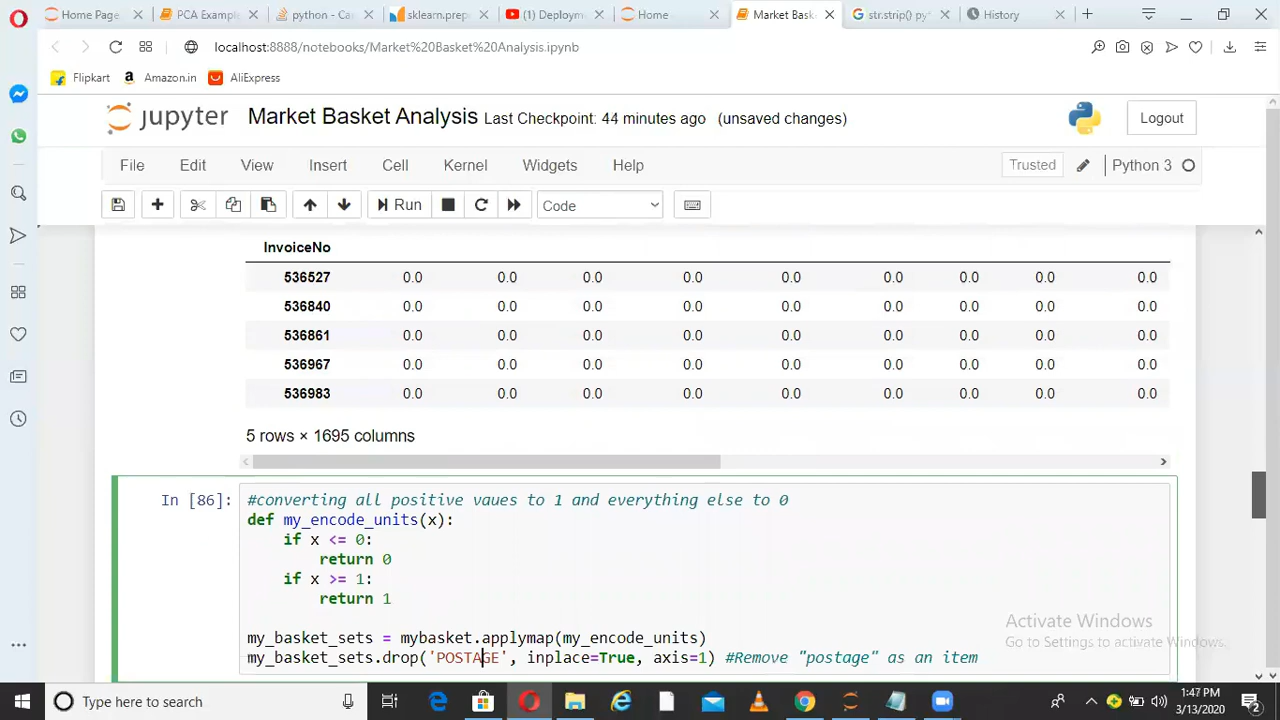 Home Page
PCA Example
python - Ca
sklearn.prep
(1) Deploym
Home
Market Bask
str.strip() py
History
localhost:8888/notebooks/Market%20Basket%20Analysis.ipynb
Flipkart
Amazon.in
AliExpress
jupyter
Market Basket Analysis Last Checkpoint: 44 minutes ago (unsaved changes)
Logout
File Edit View Insert Cell Kernel Widgets Help
Trusted
Python 3
Run
Code
InvoiceNo
536527 0.0 0.0 0.0 0.0 0.0 0.0 0.0 0.0 0.0
536840 0.0 0.0 0.0 0.0 0.0 0.0 0.0 0.0 0.0
536861 0.0 0.0 0.0 0.0 0.0 0.0 0.0 0.0 0.0
536967 0.0 0.0 0.0 0.0 0.0 0.0 0.0 0.0 0.0
536983 0.0 0.0 0.0 0.0 0.0 0.0 0.0 0.0 0.0
5 rows × 1695 columns
In [86]: #converting all positive vaues to 1 and everything else to 0
def my_encode_units(x):
if x <= 0:
return 0
if x >= 1:
return 1
my_basket_sets = mybasket.applymap(my_encode_units)
my_basket_sets.drop('POSTAGE', inplace=True, axis=1) #Remove "postage" as an item
Activate Windows
Go to Settings to activate Windows.
Type here to search
1:47 PM
3/13/2020
2